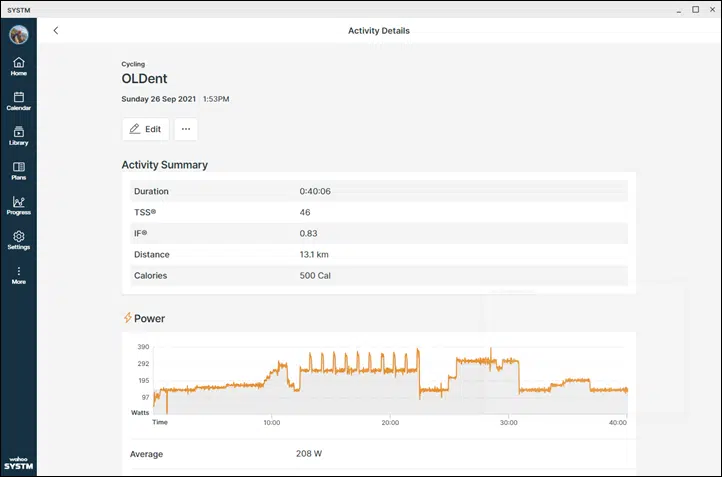 SYSTM
Activity Details
Home
Calendar
Library
Plans
Progress
Settings
More
wahoo
SYSTM
Cycling
OLDent
Sunday 26 Sep 2021 1:53PM
Edit
Activity Summary
Duration 0:40:06
TSS® 46
IF® 0.83
Distance 13.1 km
Calories 500 Cal
Power
390
292
195
97
Watts
Time 10:00 20:00 30:00 40:00
Average 208 W